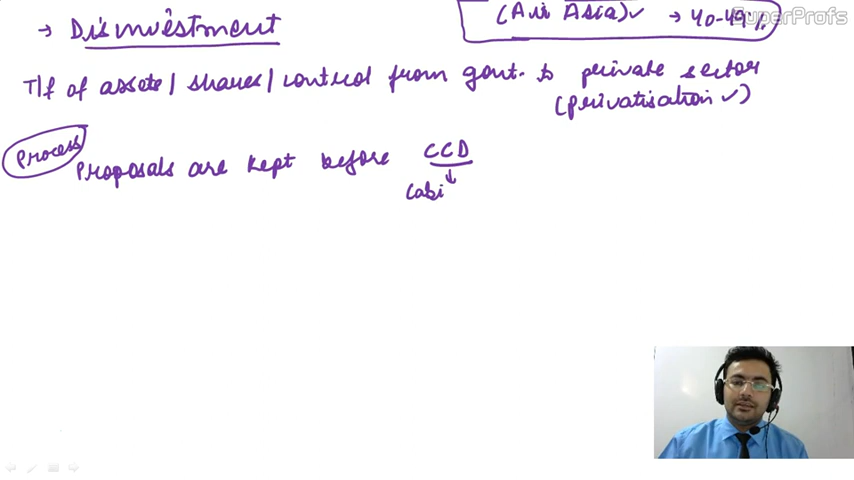 (Air Asia) ✓ → 40-49%
SuperProfs
→ Disinvestment
T/f of assets/ shares/ control from govt. to private sector
(privatisation ✓)
Process
Proposals are kept before CCD
↓
Cabi